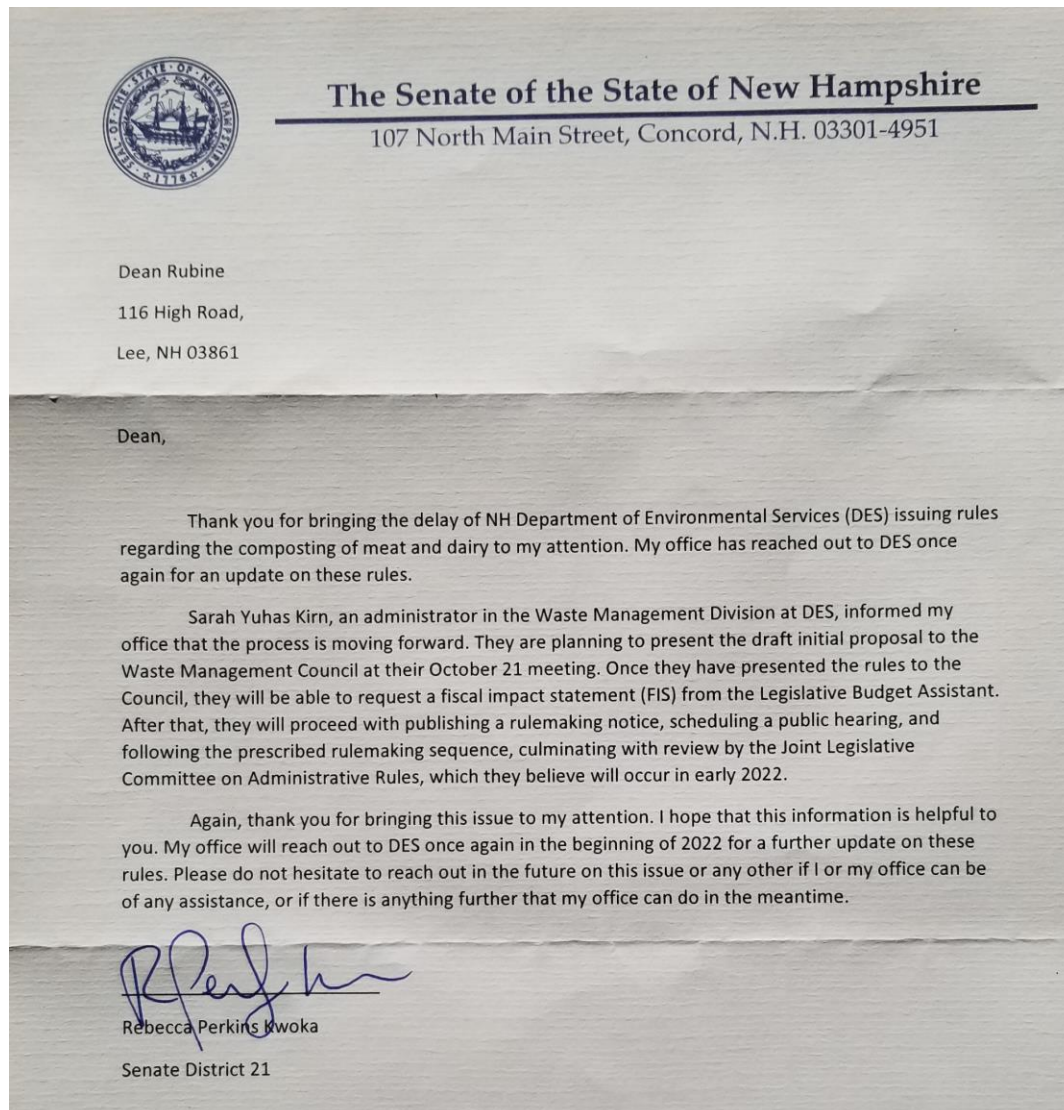 SEAL · OF · THE · STATE · OF · NEW HAMPSHIRE
1776
The Senate of the State of New Hampshire
107 North Main Street, Concord, N.H. 03301-4951
Dean Rubine
116 High Road,
Lee, NH 03861
Dean,
Thank you for bringing the delay of NH Department of Environmental Services (DES) issuing rules
regarding the composting of meat and dairy to my attention. My office has reached out to DES once
again for an update on these rules.
Sarah Yuhas Kirn, an administrator in the Waste Management Division at DES, informed my
office that the process is moving forward. They are planning to present the draft initial proposal to the
Waste Management Council at their October 21 meeting. Once they have presented the rules to the
Council, they will be able to request a fiscal impact statement (FIS) from the Legislative Budget Assistant.
After that, they will proceed with publishing a rulemaking notice, scheduling a public hearing, and
following the prescribed rulemaking sequence, culminating with review by the Joint Legislative
Committee on Administrative Rules, which they believe will occur in early 2022.
Again, thank you for bringing this issue to my attention. I hope that this information is helpful to
you. My office will reach out to DES once again in the beginning of 2022 for a further update on these
rules. Please do not hesitate to reach out in the future on this issue or any other if I or my office can be
of any assistance, or if there is anything further that my office can do in the meantime.
Rebecca Perkins Kwoka
Senate District 21